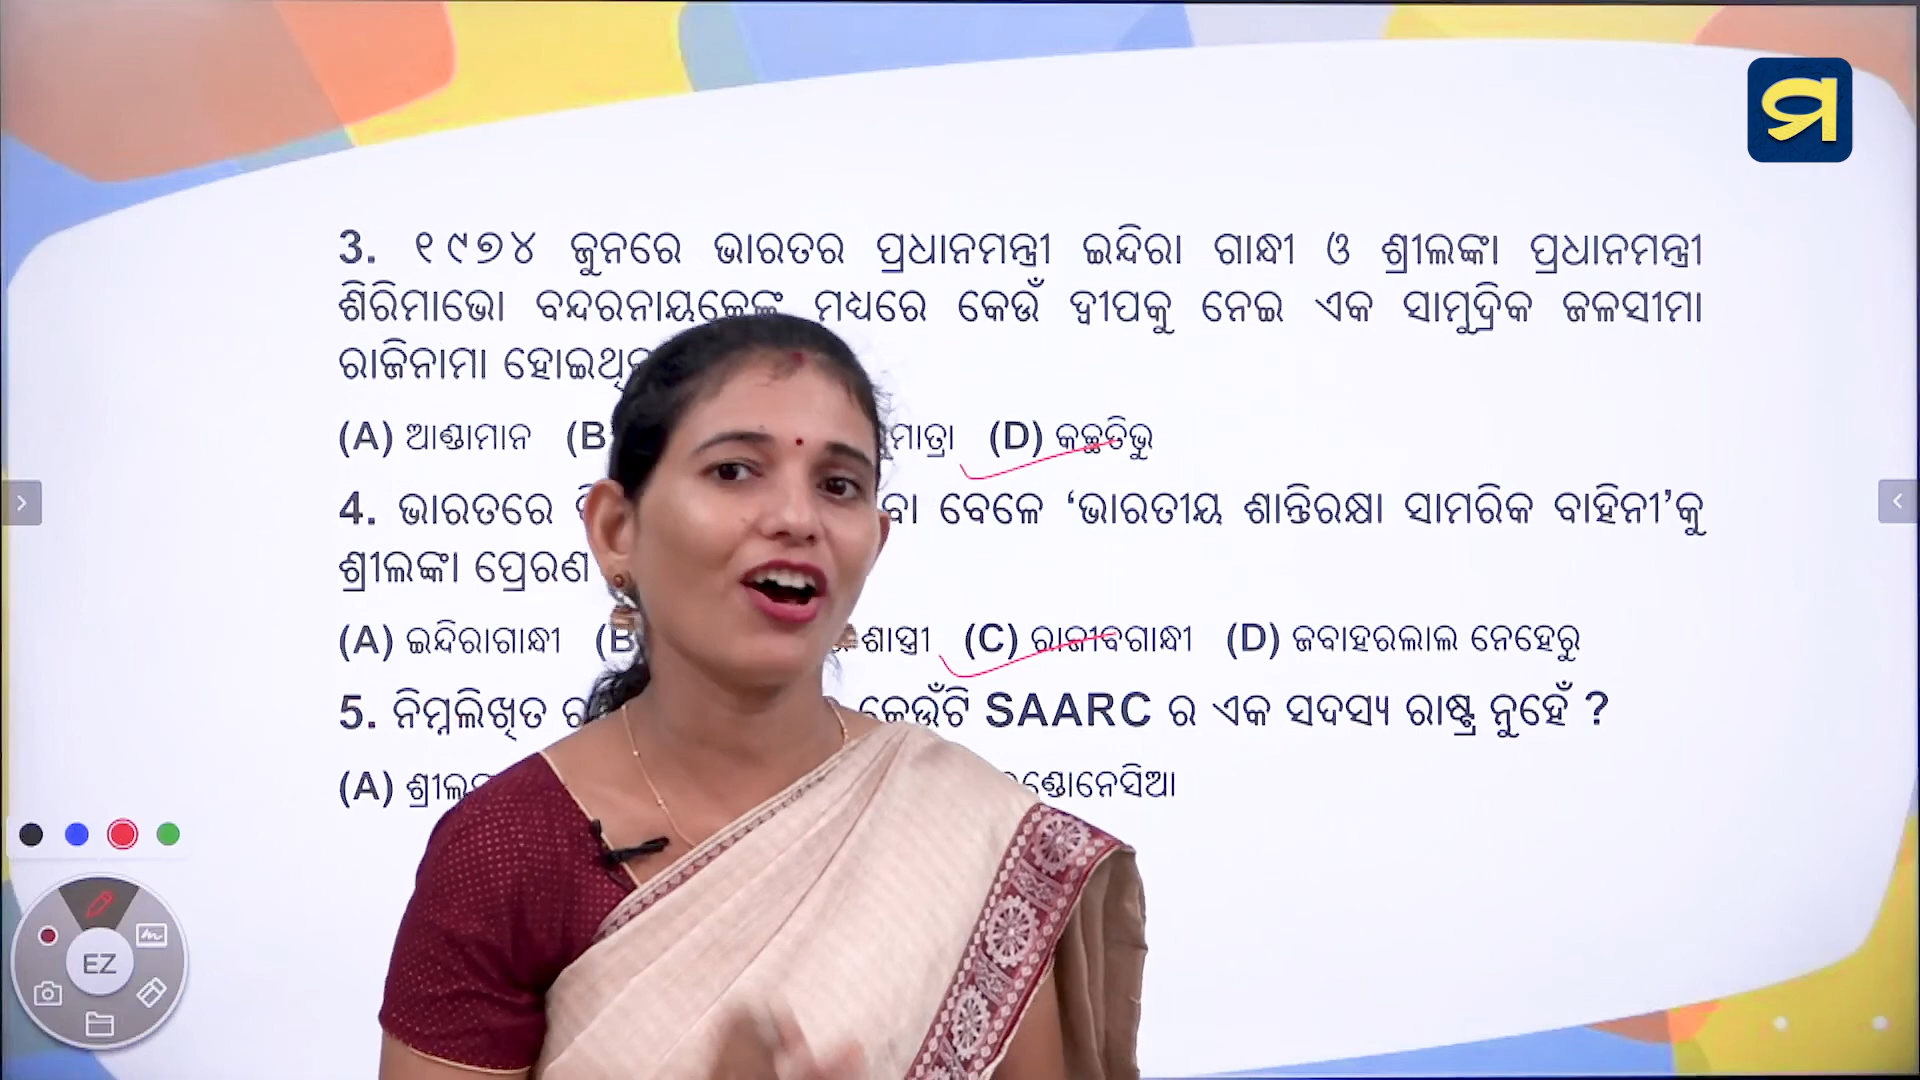 ମ
3. ୧୯୭୪ ଜୁନରେ ଭାରତର ପ୍ରଧାନମନ୍ତ୍ରୀ ଇନ୍ଦିରା ଗାନ୍ଧୀ ଓ ଶ୍ରୀଲଙ୍କା ପ୍ରଧାନମନ୍ତ୍ରୀ
ଶିରିମାଭୋ ବନ୍ଦରନାୟକେଙ୍କ ମଧ୍ୟରେ କେଉଁ ଦ୍ୱୀପକୁ ନେଇ ଏକ ସାମୁଦ୍ରିକ ଜଳସୀମା
ରାଜିନାମା
(A) ଆଣ୍ଡାମାନ (D) କଚ୍ଛତିଭୁ
4. ଭାରତରେ ବେଳେ ‘ଭାରତୀୟ ଶାନ୍ତିରକ୍ଷା ସାମରିକ ବାହିନୀ’କୁ
ଶ୍ରୀଲଙ୍କା ପ୍ରେରଣ
(A) ଇନ୍ଦିରାଗାନ୍ଧୀ ଶାସ୍ତ୍ରୀ (C) ରାଜୀବଗାନ୍ଧୀ (D) ଜବାହରଲାଲ ନେହେରୁ
5. ନିମ୍ନଲିଖିତ କେଉଁଟି SAARC ର ଏକ ସଦସ୍ୟ ରାଷ୍ଟ୍ର ନୁହେଁ ?
(A)
EZ